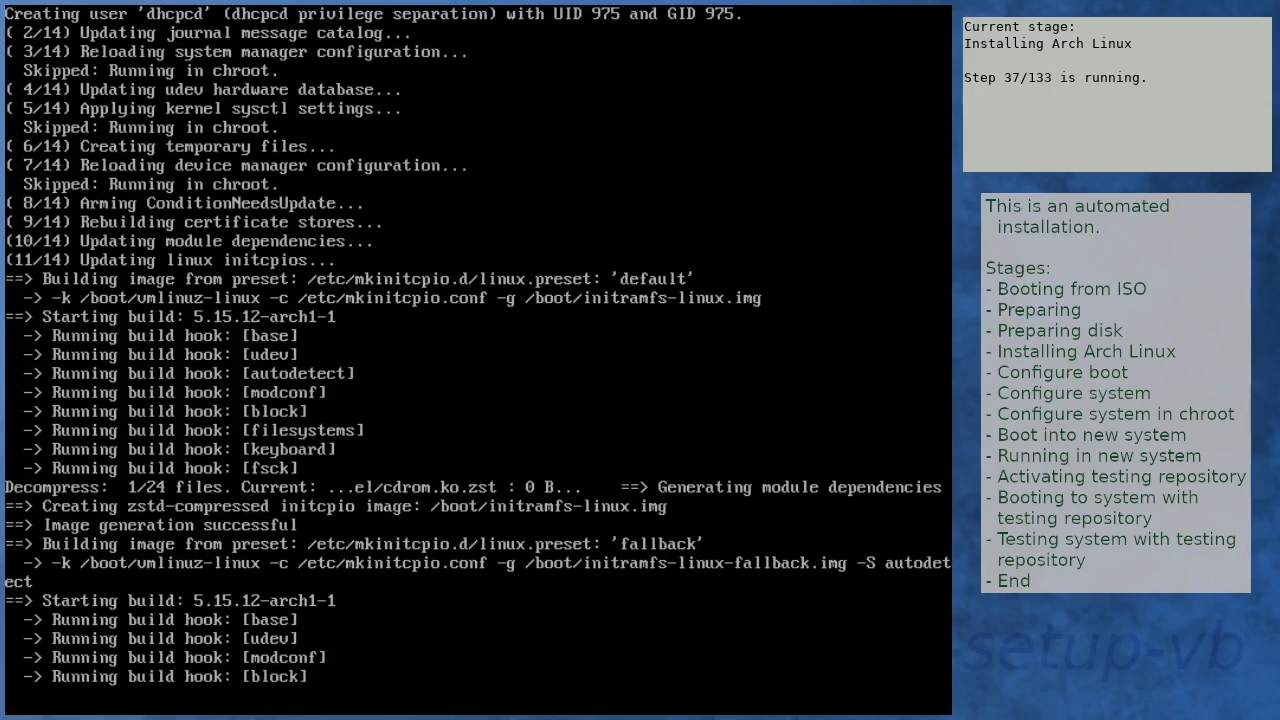 Creating user 'dhcpcd' (dhcpcd privilege separation) with UID 975 and GID 975.
( 2/14) Updating journal message catalog...
( 3/14) Reloading system manager configuration...
  Skipped: Running in chroot.
( 4/14) Updating udev hardware database...
( 5/14) Applying kernel sysctl settings...
  Skipped: Running in chroot.
( 6/14) Creating temporary files...
( 7/14) Reloading device manager configuration...
  Skipped: Running in chroot.
( 8/14) Arming ConditionNeedsUpdate...
( 9/14) Rebuilding certificate stores...
(10/14) Updating module dependencies...
(11/14) Updating linux initcpios...
==> Building image from preset: /etc/mkinitcpio.d/linux.preset: 'default'
  -> -k /boot/vmlinuz-linux -c /etc/mkinitcpio.conf -g /boot/initramfs-linux.img
==> Starting build: 5.15.12-arch1-1
  -> Running build hook: [base]
  -> Running build hook: [udev]
  -> Running build hook: [autodetect]
  -> Running build hook: [modconf]
  -> Running build hook: [block]
  -> Running build hook: [filesystems]
  -> Running build hook: [keyboard]
  -> Running build hook: [fsck]
Decompress:  1/24 files. Current: ...el/cdrom.ko.zst : 0 B...    ==> Generating module dependencies
==> Creating zstd-compressed initcpio image: /boot/initramfs-linux.img
==> Image generation successful
==> Building image from preset: /etc/mkinitcpio.d/linux.preset: 'fallback'
  -> -k /boot/vmlinuz-linux -c /etc/mkinitcpio.conf -g /boot/initramfs-linux-fallback.img -S autodet
ect
==> Starting build: 5.15.12-arch1-1
  -> Running build hook: [base]
  -> Running build hook: [udev]
  -> Running build hook: [modconf]
  -> Running build hook: [block]
Current stage:
Installing Arch Linux
Step 37/133 is running.
This is an automated
installation.
Stages:
- Booting from ISO
- Preparing
- Preparing disk
- Installing Arch Linux
- Configure boot
- Configure system
- Configure system in chroot
- Boot into new system
- Running in new system
- Activating testing repository
- Booting to system with
testing repository
- Testing system with testing
repository
- End
-setup-vb